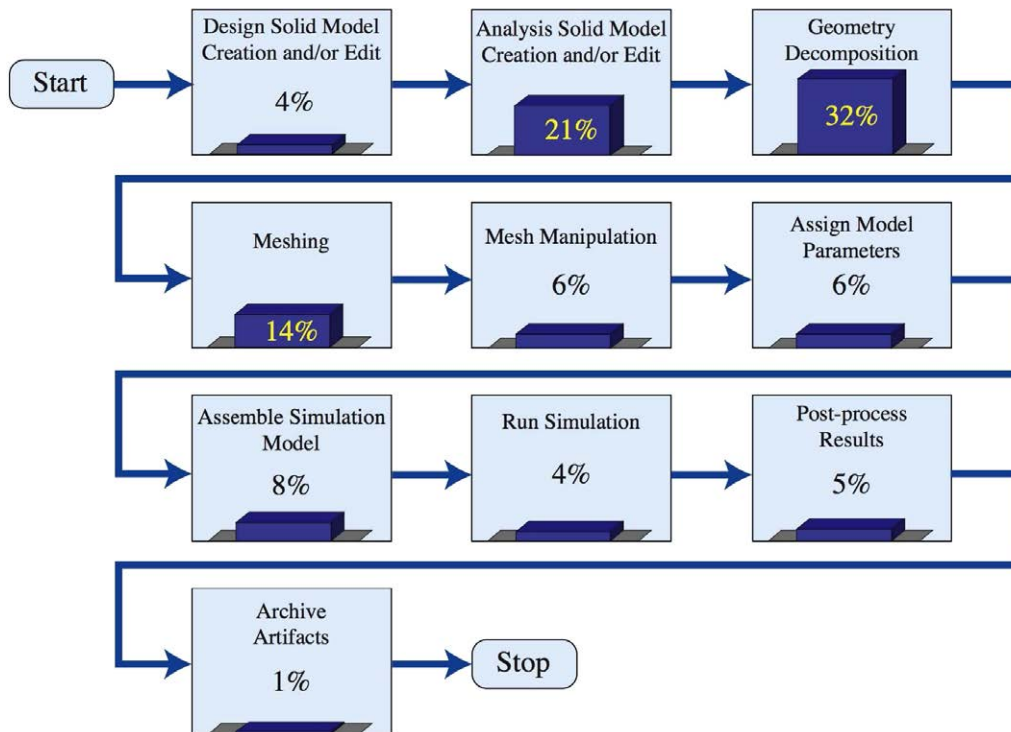 Start
Design Solid Model
Creation and/or Edit
4%
Analysis Solid Model
Creation and/or Edit
21%
Geometry
Decomposition
32%
Meshing
14%
Mesh Manipulation
6%
Assign Model
Parameters
6%
Assemble Simulation
Model
8%
Run Simulation
4%
Post-process
Results
5%
Archive
Artifacts
1%
Stop